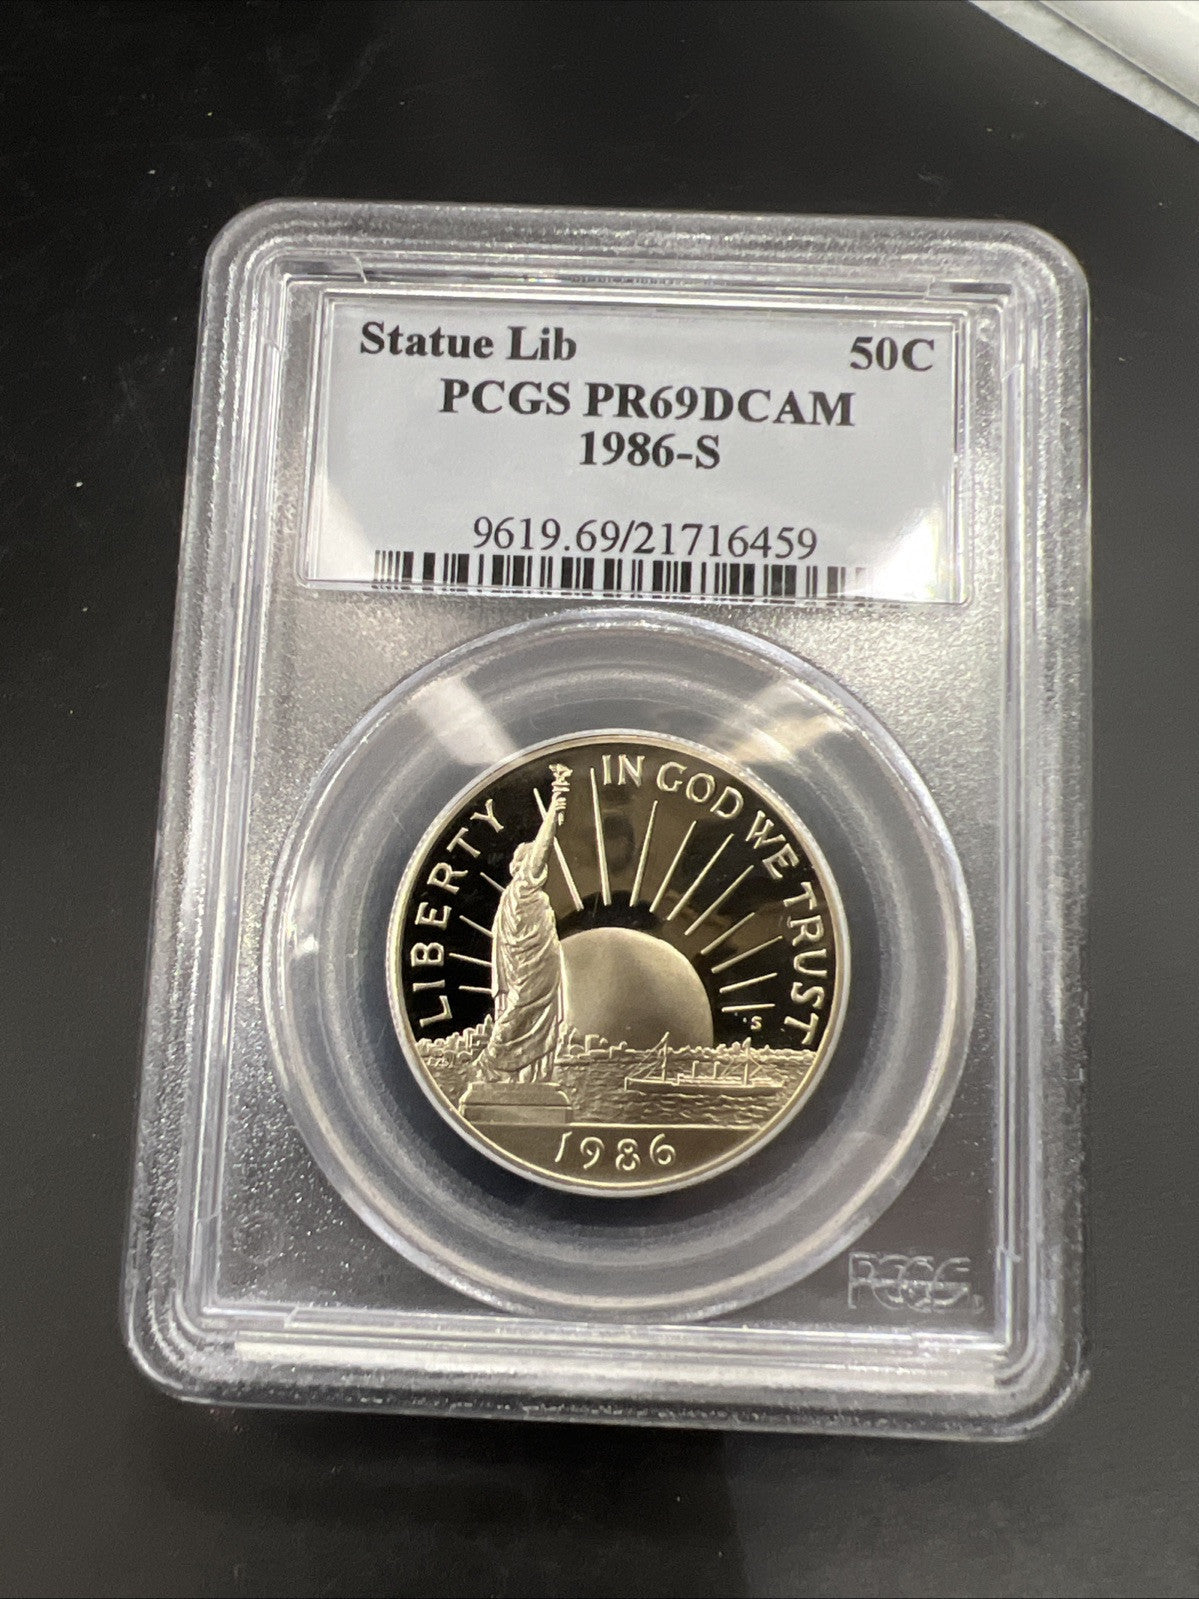 Statue Lib 50C
PCGS PR69DCAM
1986-S
9619.69/21716459
LIBERTY
IN GOD WE TRUST
S
1986
PCGS